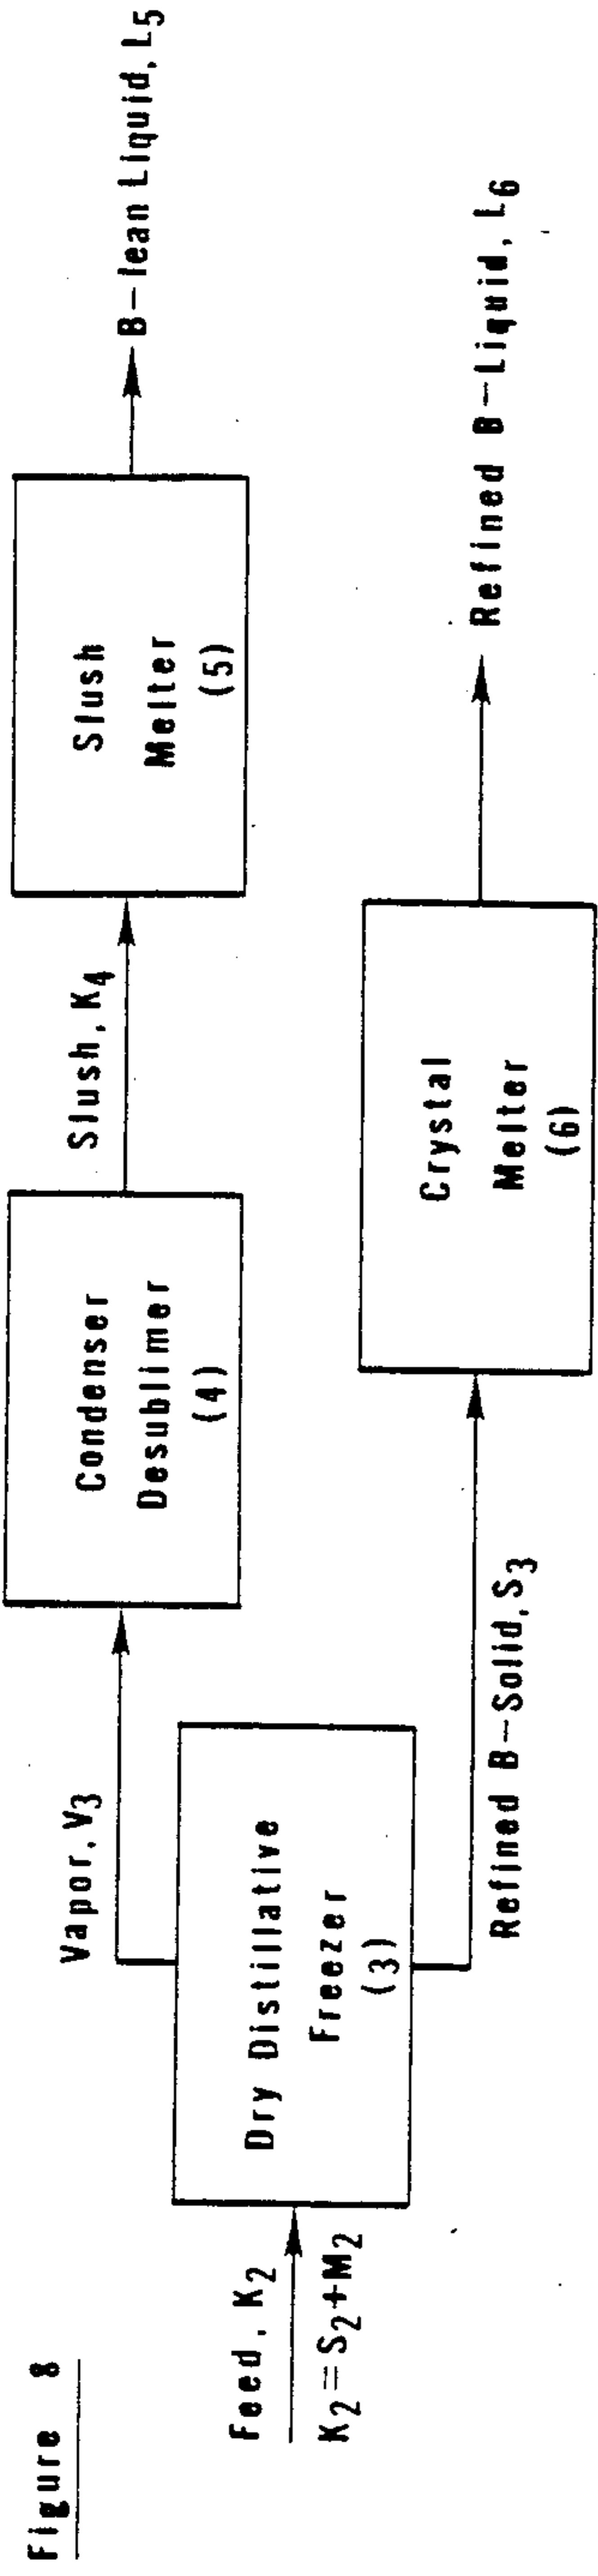 Figure 8
Feed, K2
K2=S2+M2
Dry Distillative
Freezer
(3)
Vapor, V3
Condenser
Desublimer
(4)
Slush, K4
Slush
Melter
(5)
B-lean Liquid, L5
Refined B-Solid, S3
Crystal
Melter
(6)
Refined B-Liquid, L6